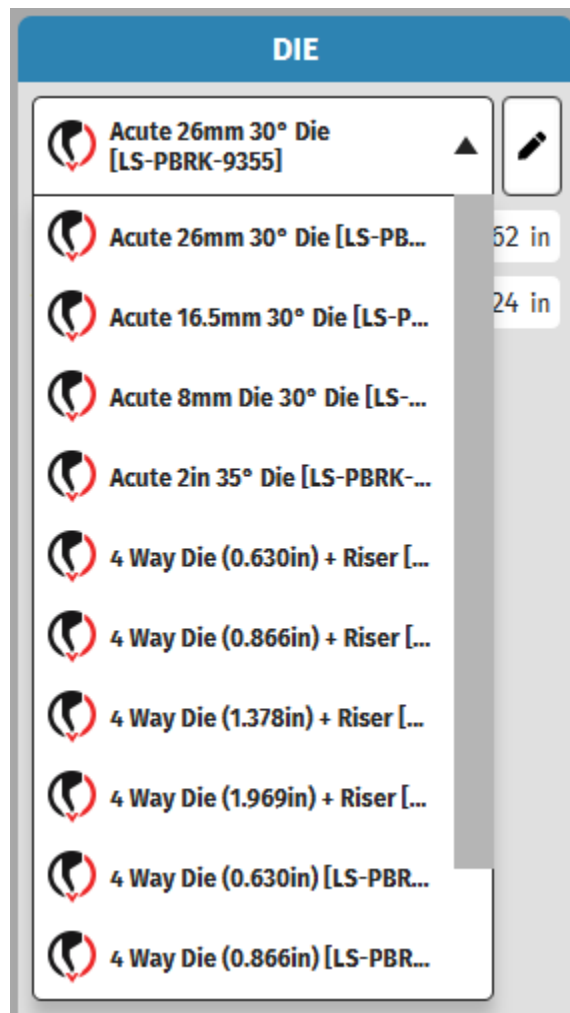 DIE
Acute 26mm 30° Die
[LS-PBRK-9355]
Acute 26mm 30° Die [LS-PB...
62 in
Acute 16.5mm 30° Die [LS-P...
24 in
Acute 8mm Die 30° Die [LS-...
Acute 2in 35° Die [LS-PBRK-...
4 Way Die (0.630in) + Riser [...
4 Way Die (0.866in) + Riser [...
4 Way Die (1.378in) + Riser [...
4 Way Die (1.969in) + Riser [...
4 Way Die (0.630in) [LS-PBR...
4 Way Die (0.866in) [LS-PBR...